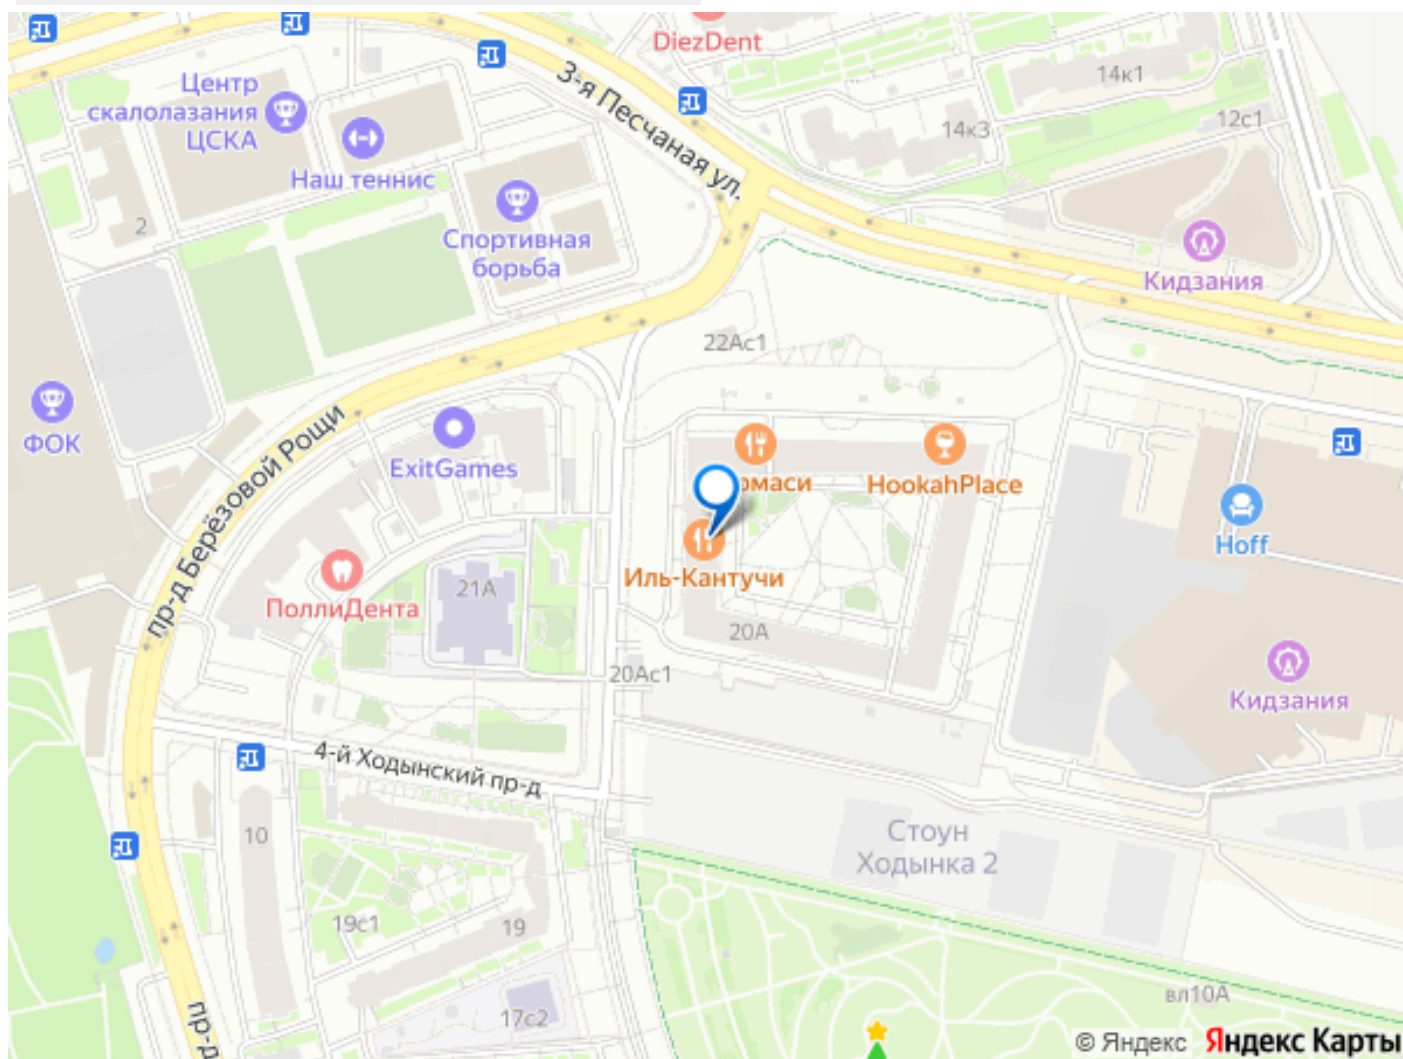 DiezDent
14к1
Центр
скалолазания
ЦСКА
3-я Песчаная ул.
12с1
14к3
Наш теннис
2
Спортивная
борьба
Кидзания
22Ас1
ФОК
ExitGames
пр-д Берёзовой Рощи
HookahPlace
Hoff
Иль-Кантучи
21А
ПоллиДента
20А
20Ас1
Кидзания
4-й Ходынский пр-д
10
Стоун
Ходынка 2
19с1
19
вл10А
17с2
пр-д
© Яндекс Яндекс Карты